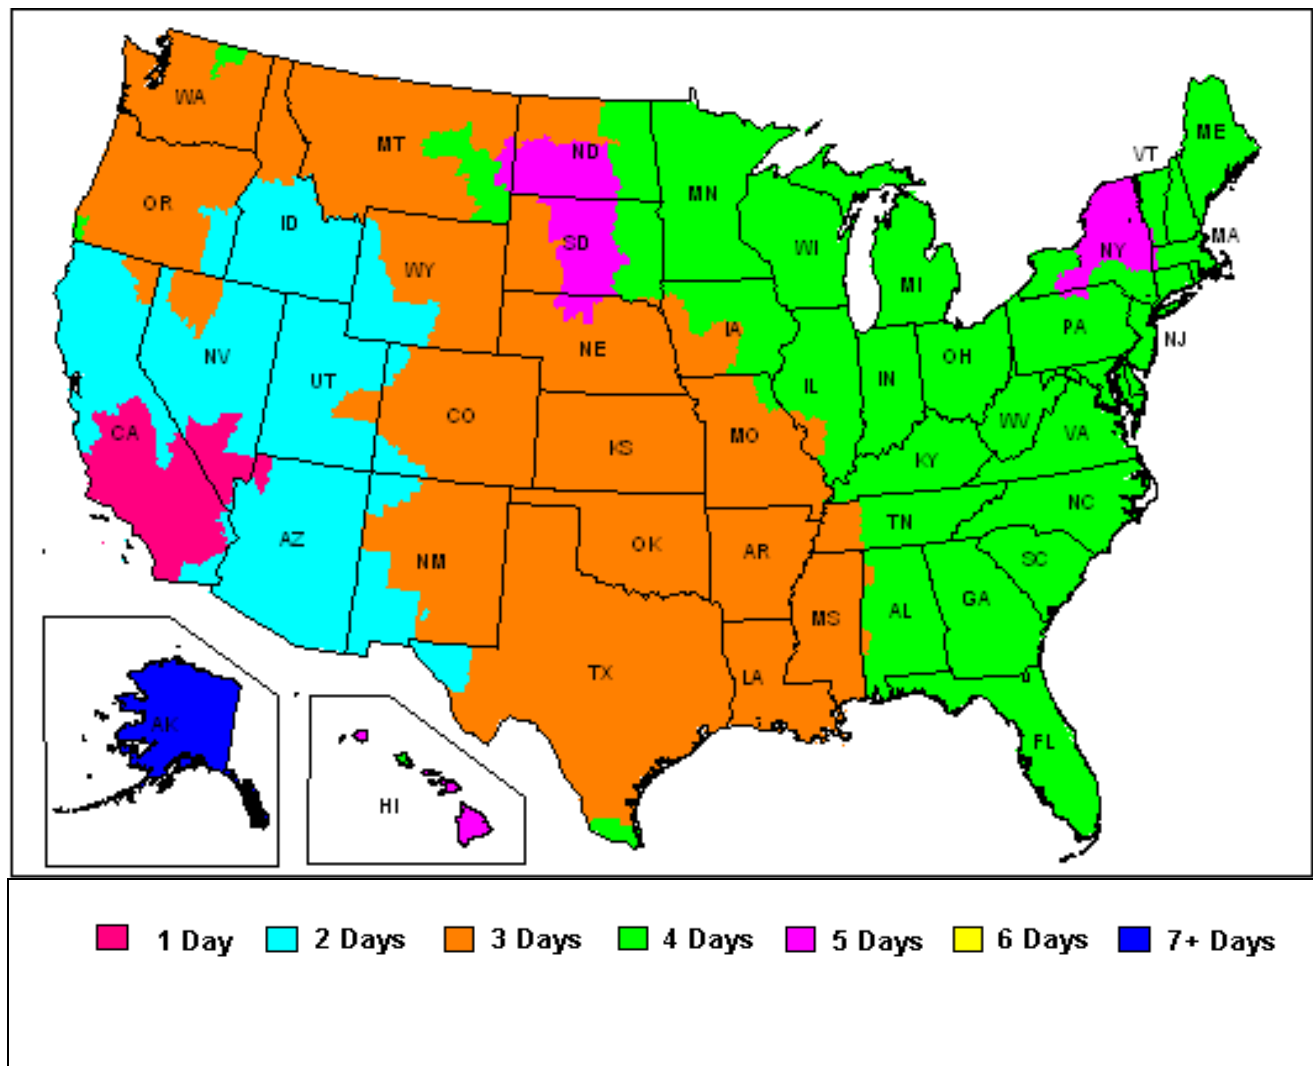 WA
MT
ND
MN
ME
VT
OR
ID
SD
WI
MI
NY
MA
WY
NV
UT
NE
IA
PA
NJ
CA
CO
KS
MO
IL
IN
OH
WV
VA
KY
AZ
NM
OK
AR
TN
NC
SC
MS
AL
GA
TX
LA
FL
AK
HI
1 Day 2 Days 3 Days 4 Days 5 Days 6 Days 7+ Days